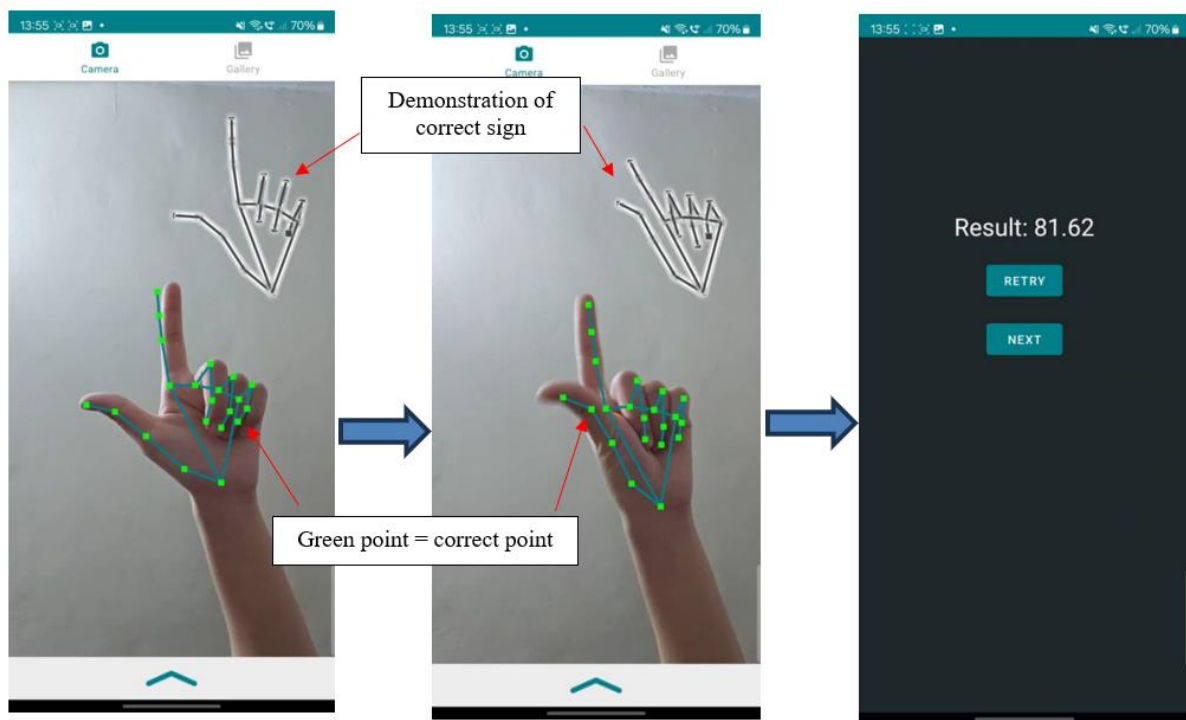 13:55
70%
Camera
Gallery
Demonstration of
correct sign
13:55
70%
Camera
Gallery
Green point = correct point
13:55
70%
Result: 81.62
RETRY
NEXT